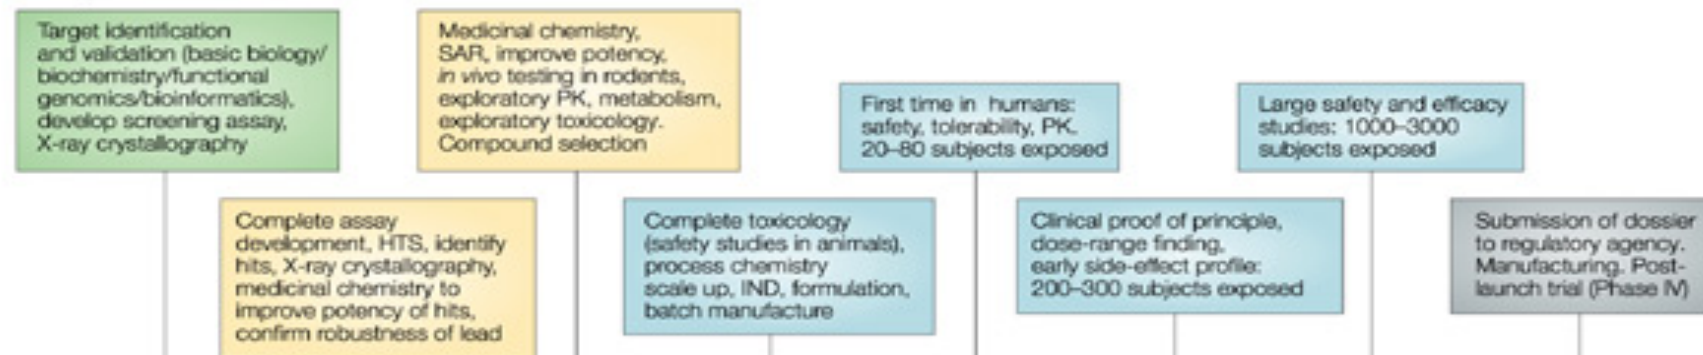 Target identification
and validation (basic biology/
biochemistry/functional
genomics/bioinformatics),
develop screening assay,
X-ray crystallography
Complete assay
development, HTS, identify
hits, X-ray crystallography,
medicinal chemistry to
improve potency of hits,
confirm robustness of lead
Medicinal chemistry,
SAR, improve potency,
in vivo testing in rodents,
exploratory PK, metabolism,
exploratory toxicology.
Compound selection
Complete toxicology
(safety studies in animals),
process chemistry
scale up, IND, formulation,
batch manufacture
First time in humans:
safety, tolerability, PK.
20–80 subjects exposed
Clinical proof of principle,
dose-range finding,
early side-effect profile:
200–300 subjects exposed
Large safety and efficacy
studies: 1000–3000
subjects exposed
Submission of dossier
to regulatory agency.
Manufacturing. Post-
launch trial (Phase IV)